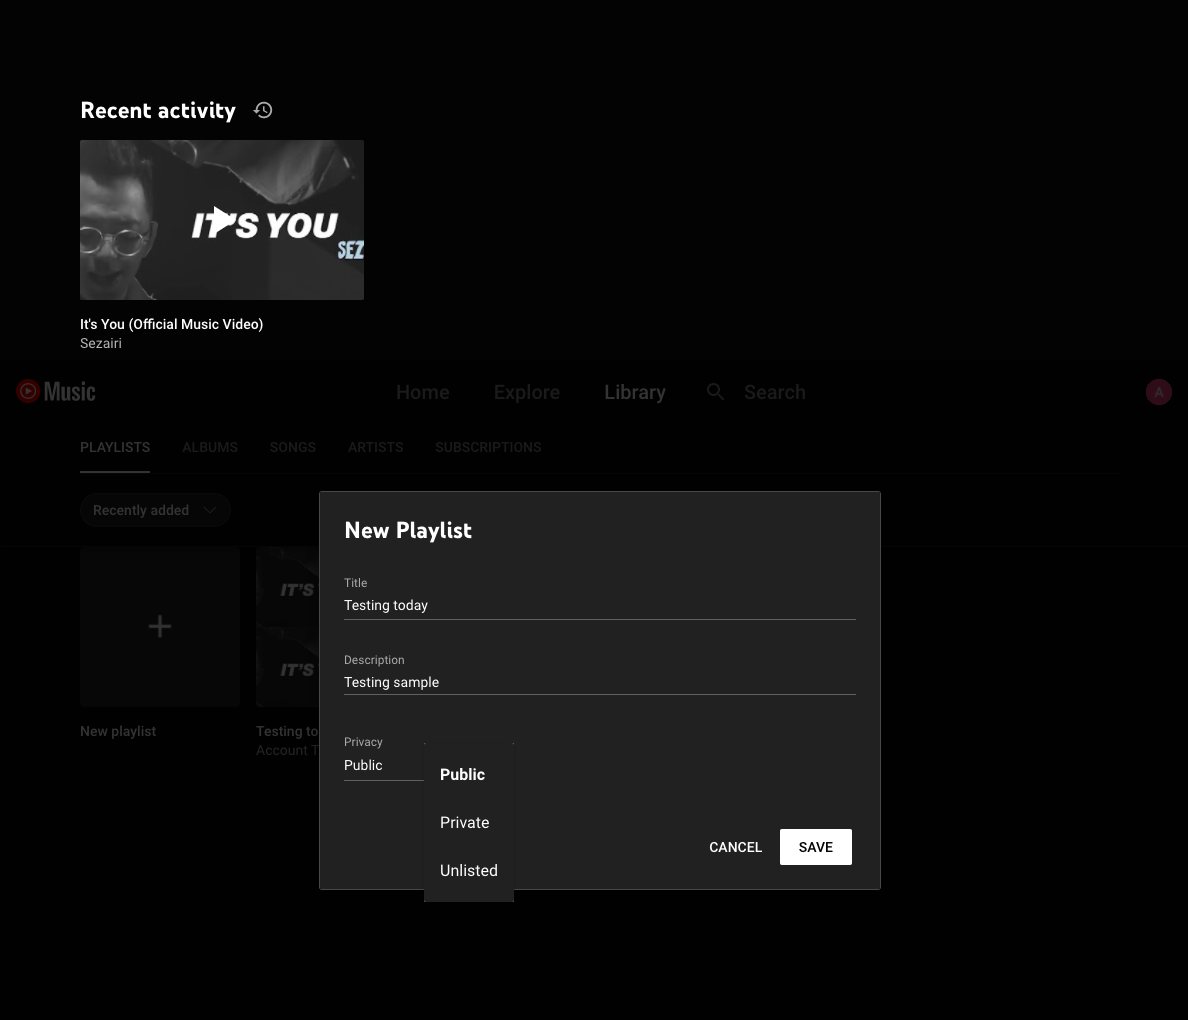 Recent activity
IT'S YOU
SEZ
It's You (Official Music Video)
Sezairi
Music
Home Explore Library Search
A
PLAYLISTS ALBUMS SONGS ARTISTS SUBSCRIPTIONS
Recently added
New Playlist
Title
Testing today
Description
Testing sample
Privacy
Public
Public
Private
Unlisted
CANCEL SAVE
IT'S
IT'S
New playlist
Testing to
Account T